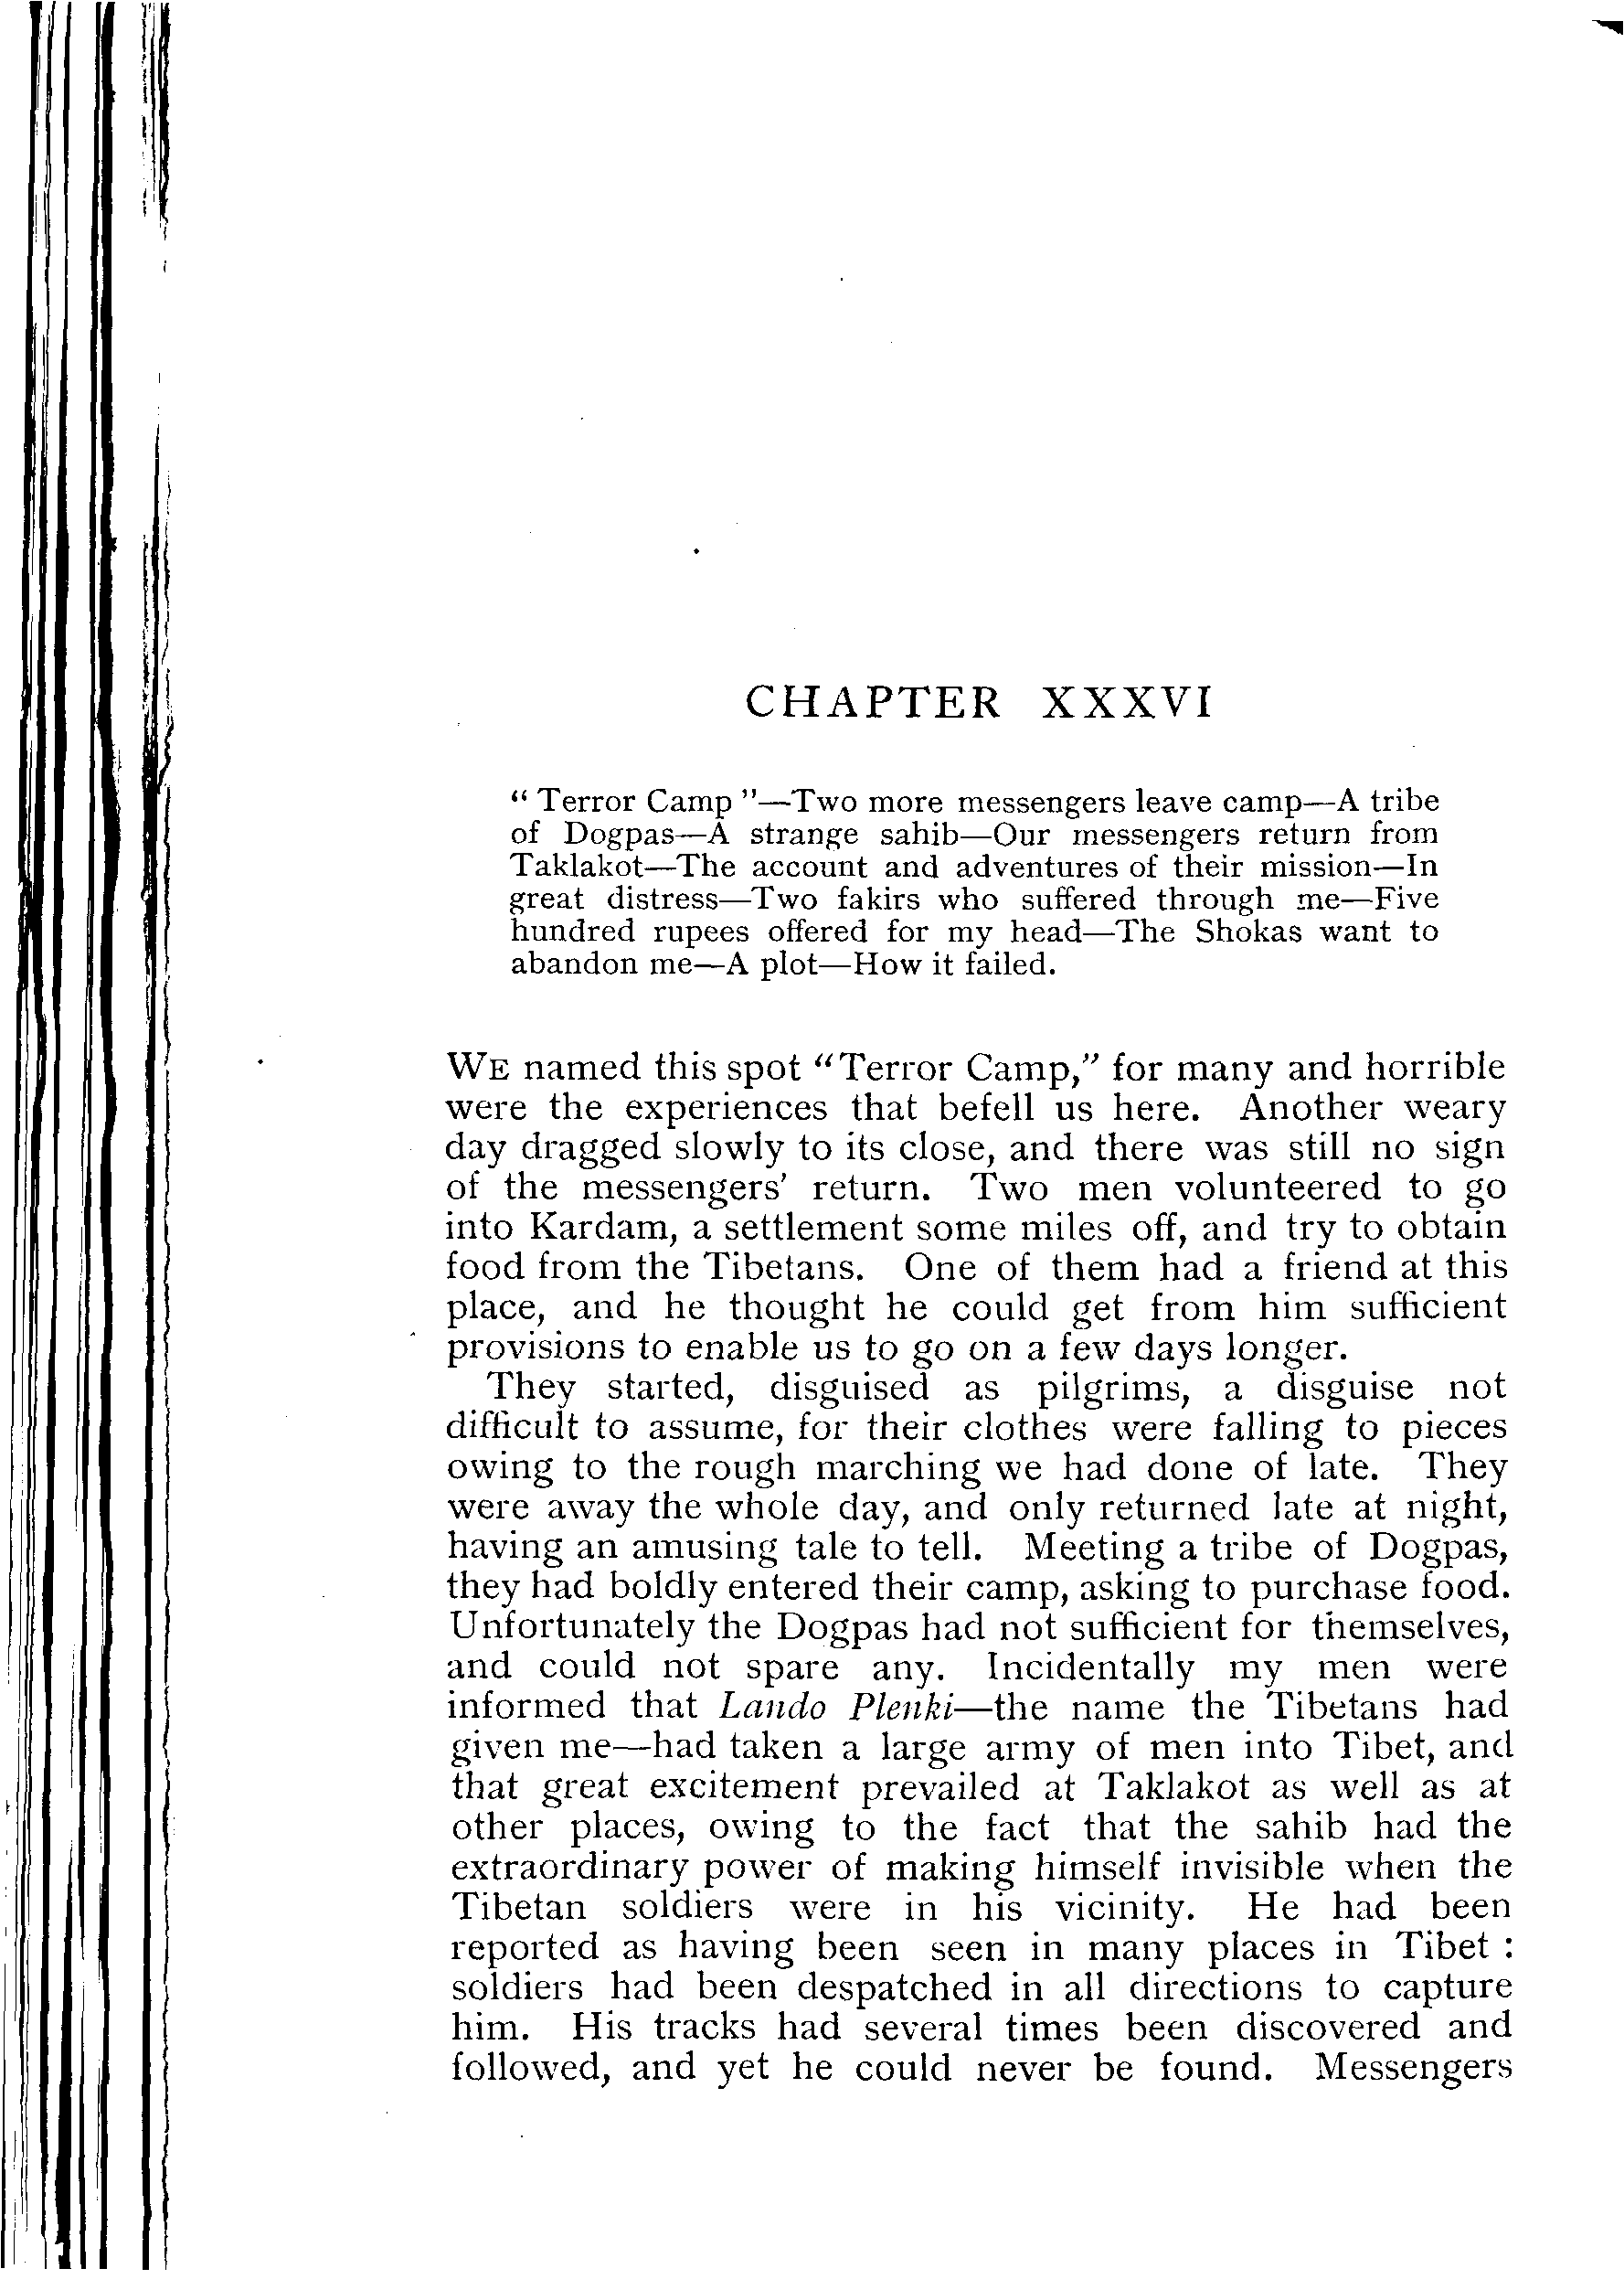 CHAPTER XXXVI
" Terror Camp "—Two more messengers leave camp—A tribe
of Dogpas—A strange sahib—Our messengers return from
Taklakot—The account and adventures of their mission—In
great distress—Two fakirs who suffered through me—Five
hundred rupees offered for my head—The Shokas want to
abandon me—A plot—How it failed.
WE named this spot "Terror Camp," for many and horrible
were the experiences that befell us here. Another weary
day dragged slowly to its close, and there was still no sign
of the messengers' return. Two men volunteered to go
into Kardam, a settlement some miles off, and try to obtain
food from the Tibetans. One of them had a friend at this
place, and he thought he could get from him sufficient
provisions to enable us to go on a few days longer.
They started, disguised as pilgrims, a disguise not
difficult to assume, for their clothes were falling to pieces
owing to the rough marching we had done of late. They
were away the whole day, and only returned late at night,
having an amusing tale to tell. Meeting a tribe of Dogpas,
they had boldly entered their camp, asking to purchase food.
Unfortunately the Dogpas had not sufficient for themselves,
and could not spare any. Incidentally my men were
informed that Lando Plenki—the name the Tibetans had
given me—had taken a large army of men into Tibet, and
that great excitement prevailed at Taklakot as well as at
other places, owing to the fact that the sahib had the
extraordinary power of making himself invisible when the
Tibetan soldiers were in his vicinity. He had been
reported as having been seen in many places in Tibet :
soldiers had been despatched in all directions to capture
him. His tracks had several times been discovered and
followed, and yet he could never be found. Messengers